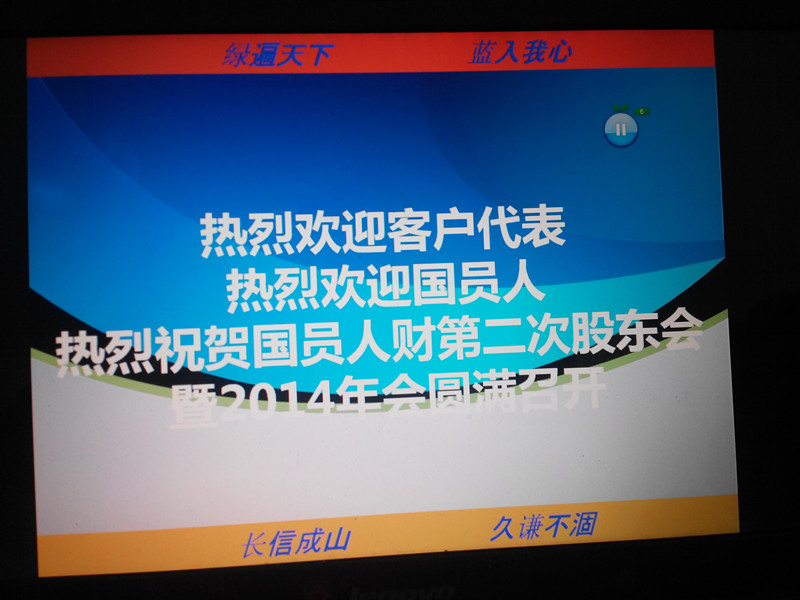 绿遍天下 蓝入我心
热烈欢迎客户代表
热烈欢迎国员人
热烈祝贺国员人财第二次股东会
暨2014年会圆满召开
长信成山 久谦不涸
lenovo